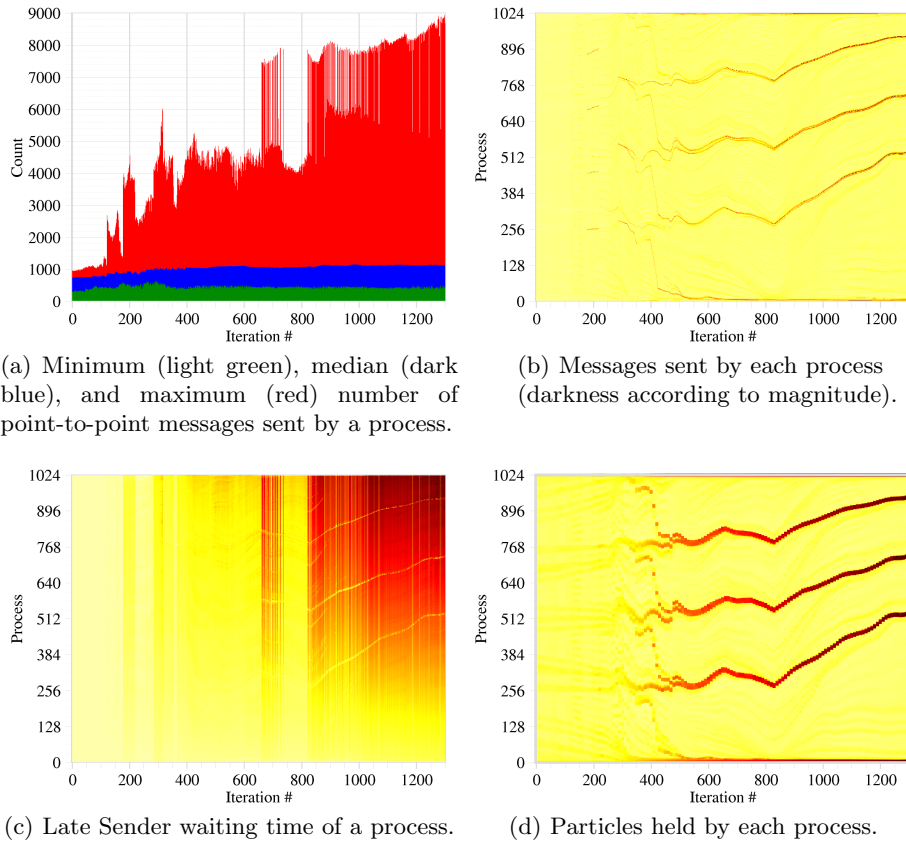 9000
8000
7000
6000
5000
4000
3000
2000
1000
0
Count
0 200 400 600 800 1000 1200
Iteration #
(a) Minimum (light green), median (dark
blue), and maximum (red) number of
point-to-point messages sent by a process.
1024
896
768
640
512
384
256
128
0
Process
0 200 400 600 800 1000 1200
Iteration #
(b) Messages sent by each process
(darkness according to magnitude).
1024
896
768
640
512
384
256
128
0
Process
0 200 400 600 800 1000 1200
Iteration #
(c) Late Sender waiting time of a process.
1024
896
768
640
512
384
256
128
0
Process
0 200 400 600 800 1000 1200
Iteration #
(d) Particles held by each process.